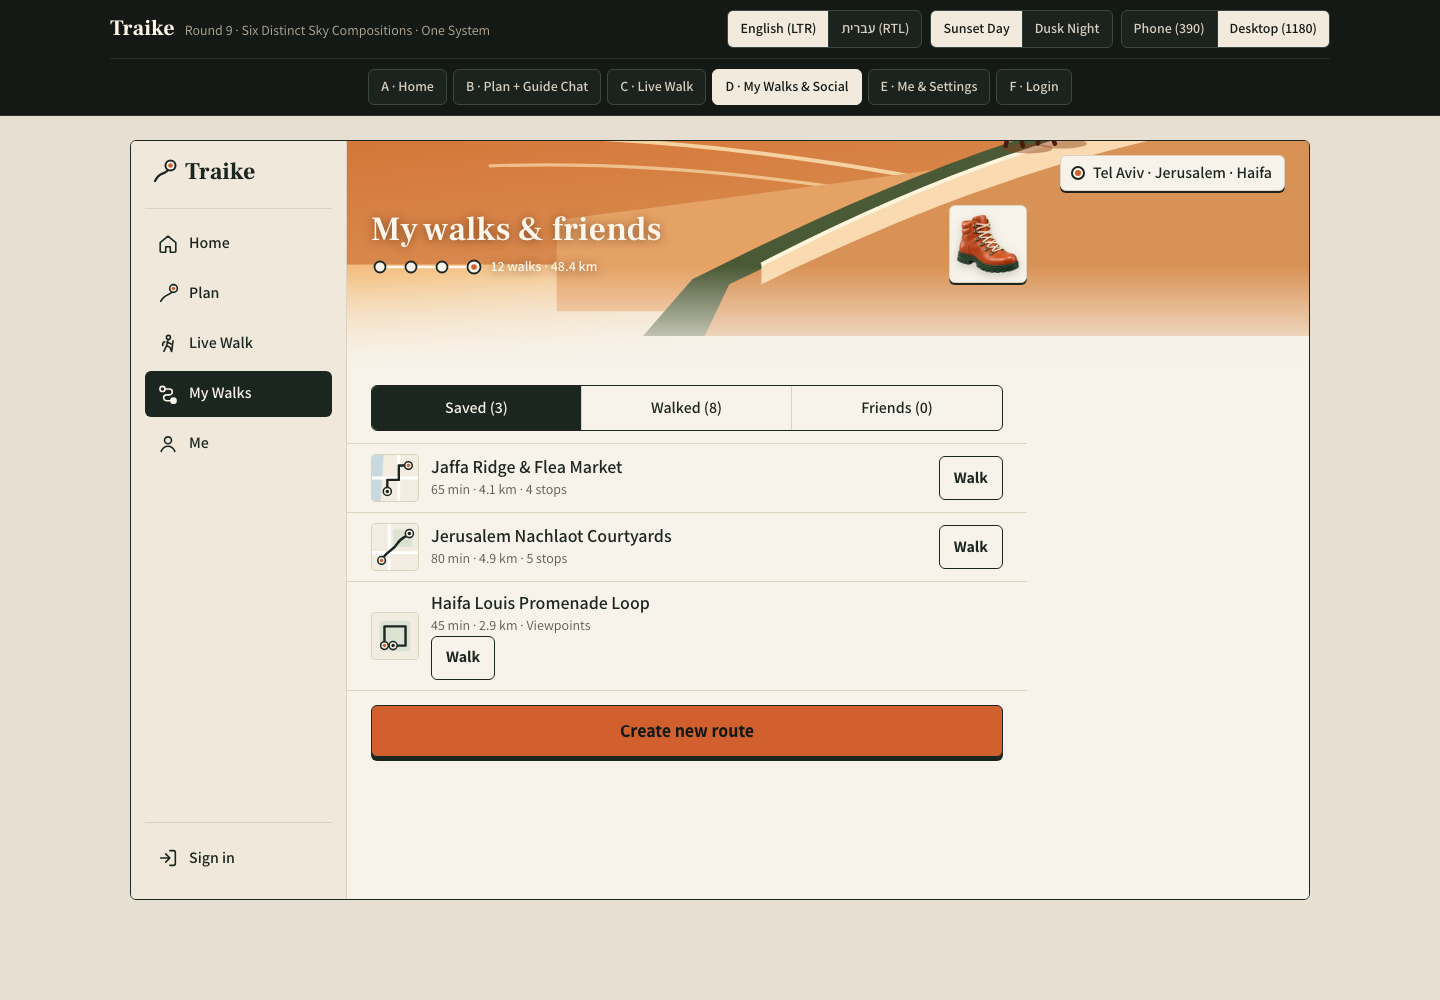 Traike
Round 9 · Six Distinct Sky Compositions · One System
English (LTR)
עברית (RTL)
Sunset Day
Dusk Night
Phone (390)
Desktop (1180)
A · Home
B · Plan + Guide Chat
C · Live Walk
D · My Walks & Social
E · Me & Settings
F · Login
Traike
Home
Plan
Live Walk
My Walks
Me
Sign in
Tel Aviv · Jerusalem · Haifa
My walks & friends
12 walks · 48.4 km
Saved (3)
Walked (8)
Friends (0)
Jaffa Ridge & Flea Market
65 min · 4.1 km · 4 stops
Walk
Jerusalem Nachlaot Courtyards
80 min · 4.9 km · 5 stops
Walk
Haifa Louis Promenade Loop
45 min · 2.9 km · Viewpoints
Walk
Create new route